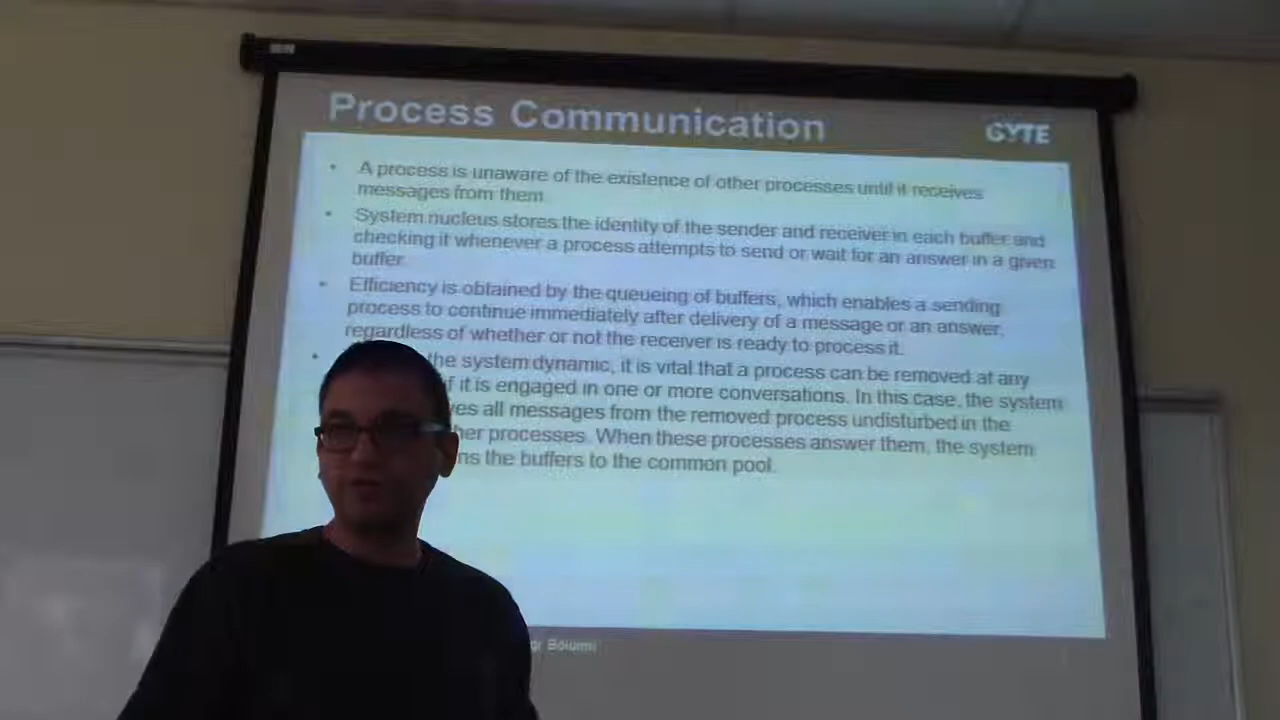 Process Communication
GYTE
• A process is unaware of the existence of other processes until it receives
messages from them.
• System nucleus stores the identity of the sender and receiver in each buffer and
checking it whenever a process attempts to send or wait for an answer in a given
buffer.
• Efficiency is obtained by the queueing of buffers, which enables a sending
process to continue immediately after delivery of a message or an answer,
regardless of whether or not the receiver is ready to process it.
• the system dynamic, it is vital that a process can be removed at any
if it is engaged in one or more conversations. In this case, the system
all messages from the removed process undisturbed in the
processes. When these processes answer them, the system
the buffers to the common pool.